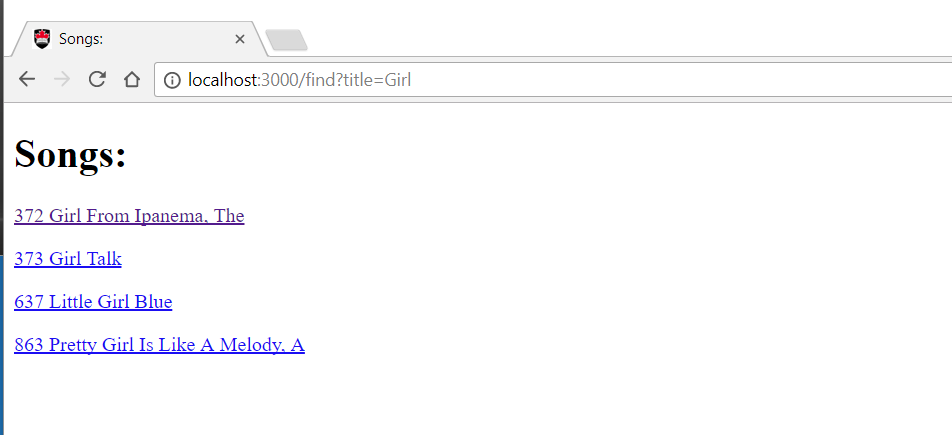 Songs:
localhost:3000/find?title=Girl
Songs:
372 Girl From Ipanema, The
373 Girl Talk
637 Little Girl Blue
863 Pretty Girl Is Like A Melody, A